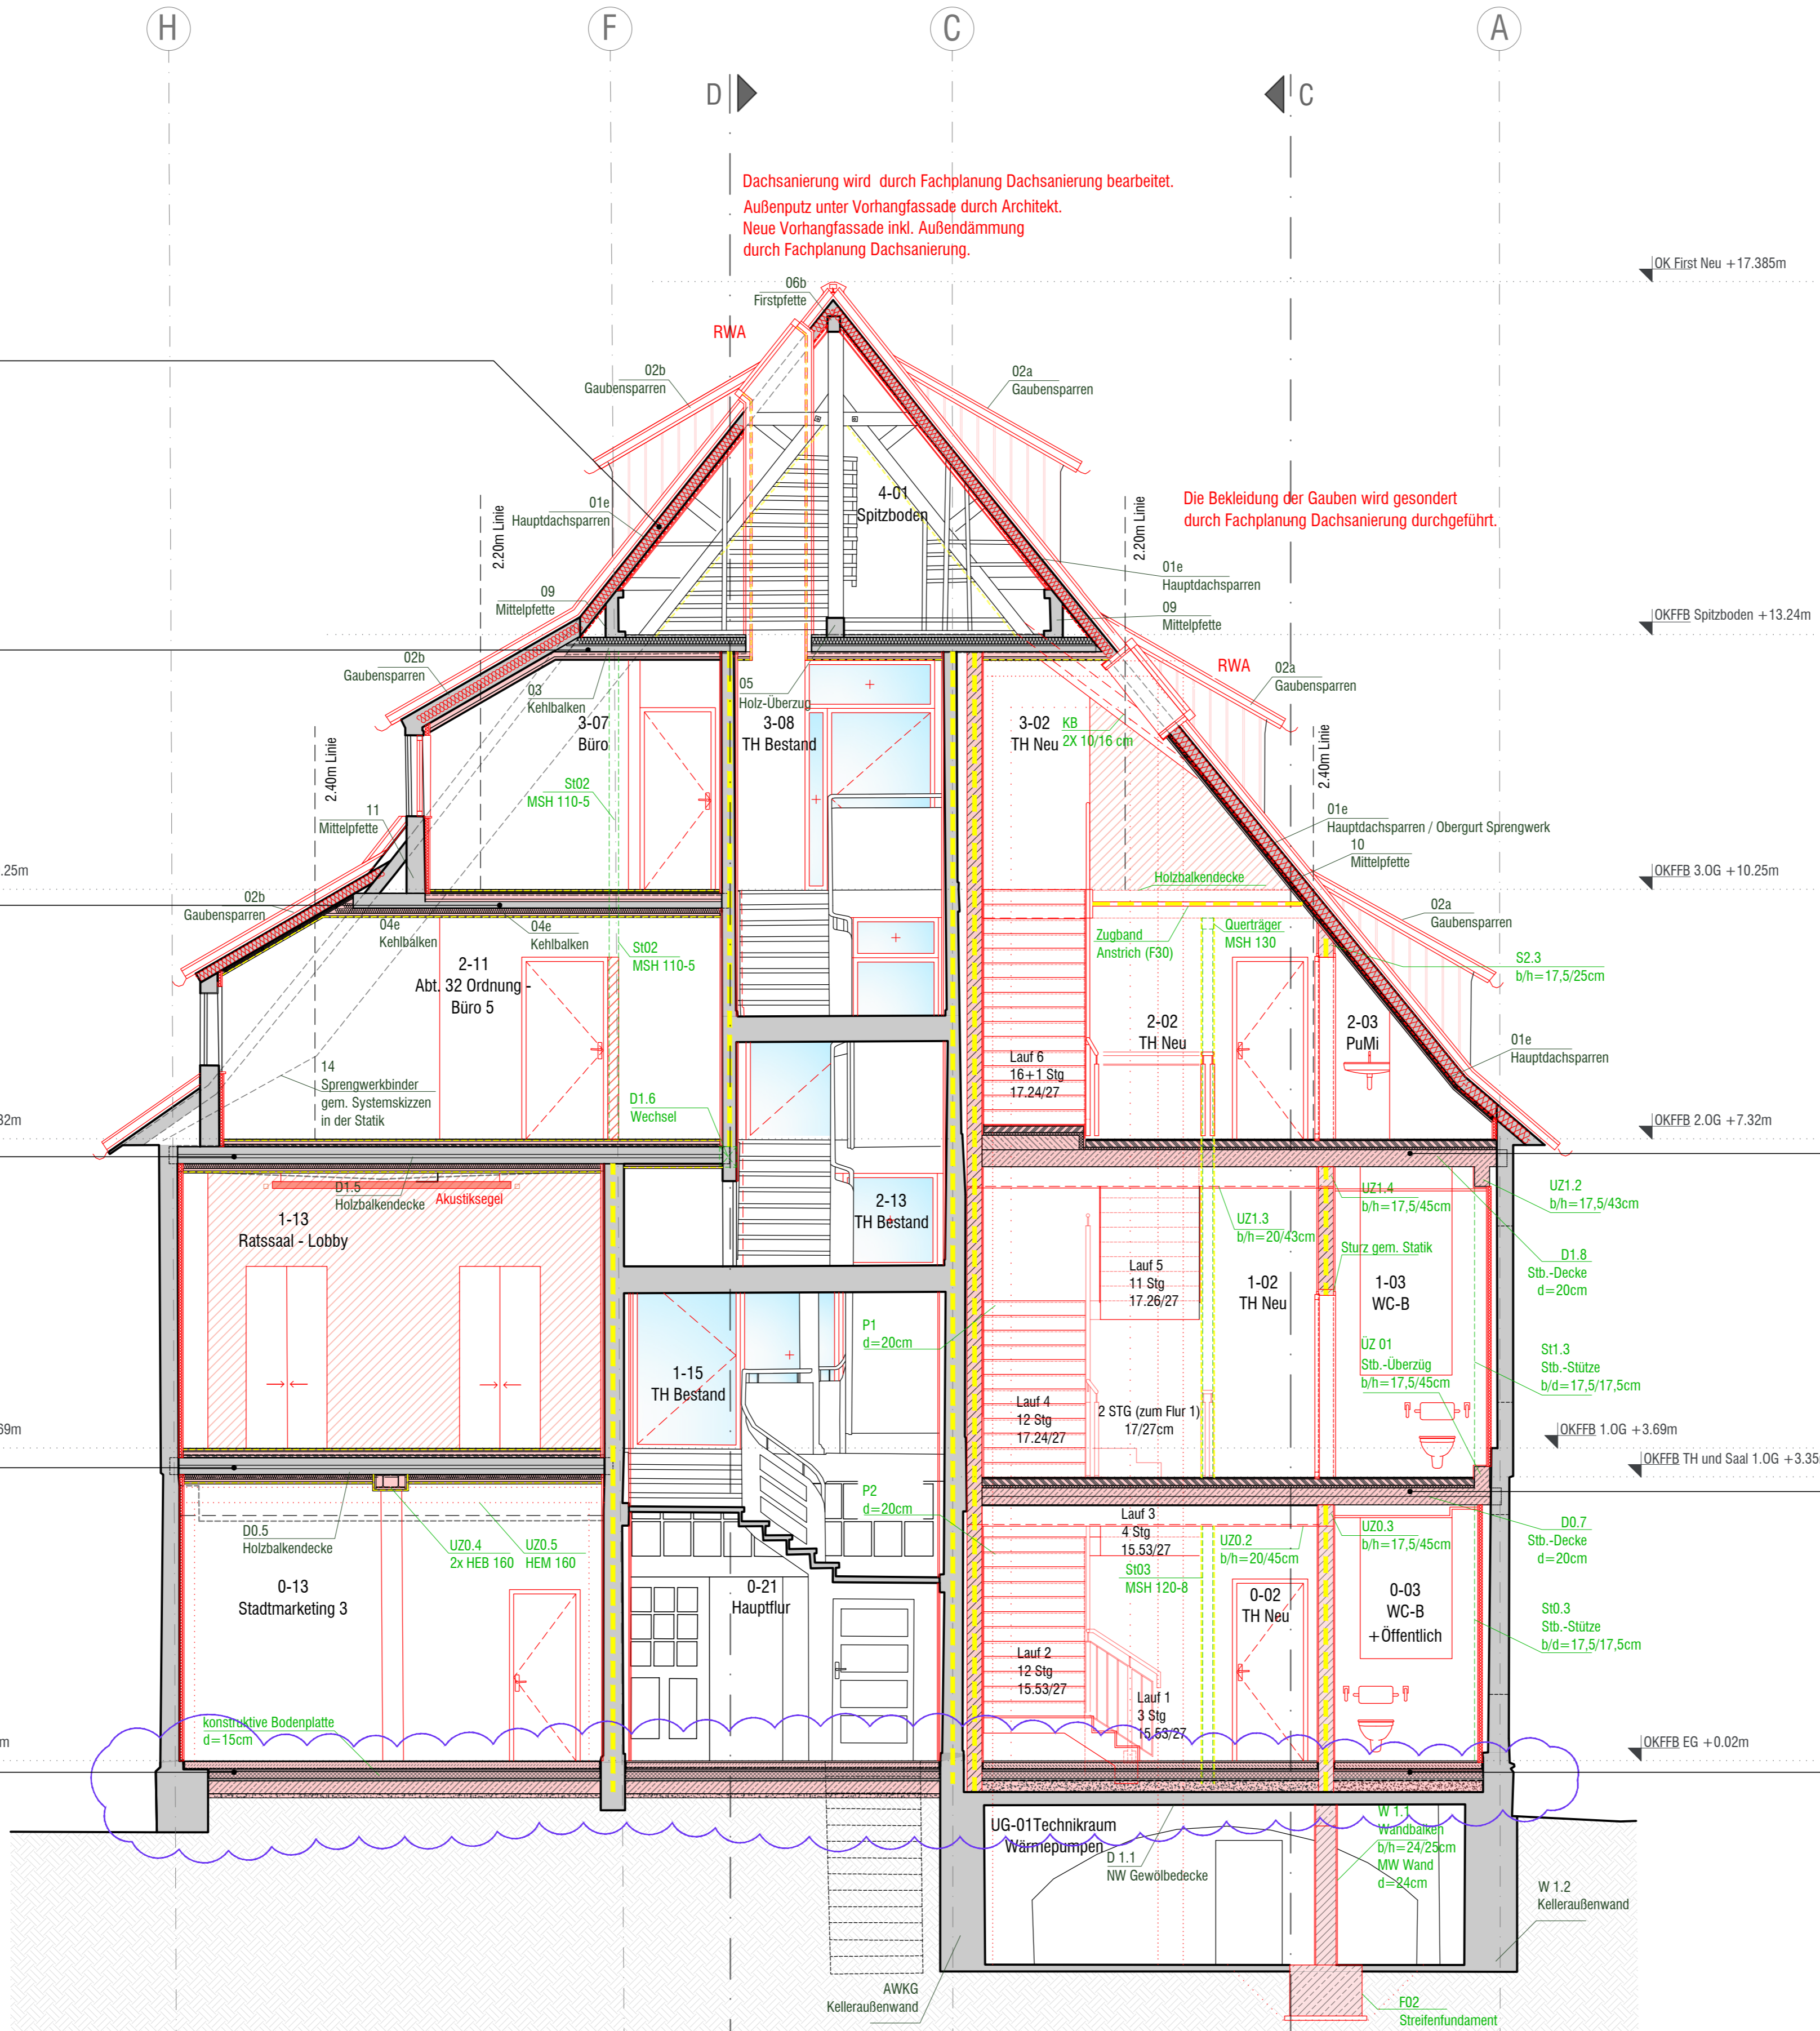 H
F
C
A
D
C
Dachsanierung wird durch Fachplanung Dachsanierung bearbeitet.
Außenputz unter Vorhangfassade durch Architekt.
Neue Vorhangfassade inkl. Außendämmung
durch Fachplanung Dachsanierung.
OK First Neu +17.385m
06b
Firstpfette
RWA
02b
Gaubensparren
02a
Gaubensparren
4-01
Spitzboden
Die Bekleidung der Gauben wird gesondert
durch Fachplanung Dachsanierung durchgeführt.
01e
Hauptdachsparren
2.20m Linie
2.20m Linie
01e
Hauptdachsparren
09
Mittelpfette
09
Mittelpfette
OKFFB Spitzboden +13.24m
02b
Gaubensparren
RWA
02a
Gaubensparren
03
Kehlbalken
05
Holz-Überzug
3-07
Büro
3-08
TH Bestand
3-02
TH Neu
KB
2X 10/16 cm
2.40m Linie
2.40m Linie
St02
MSH 110-5
11
Mittelpfette
01e
Hauptdachsparren / Obergurt Sprengwerk
10
Mittelpfette
.25m
OKFFB 3.OG +10.25m
Holzbalkendecke
02b
Gaubensparren
02a
Gaubensparren
04e
Kehlbalken
04e
Kehlbalken
St02
MSH 110-5
Zugband
Anstrich (F30)
Querträger
MSH 130
S2.3
b/h=17,5/25cm
2-11
Abt. 32 Ordnung -
Büro 5
2-02
TH Neu
2-03
PuMi
01e
Hauptdachsparren
Lauf 6
16+1 Stg
17.24/27
14
Sprengwerkbinder
gem. Systemskizzen
in der Statik
D1.6
Wechsel
32m
OKFFB 2.OG +7.32m
D1.5
Holzbalkendecke
Akustiksegel
1-13
Ratssaal - Lobby
2-13
TH Bestand
UZ1.4
b/h=17,5/45cm
UZ1.2
b/h=17,5/43cm
UZ1.3
b/h=20/43cm
Sturz gem. Statik
D1.8
Stb.-Decke
d=20cm
Lauf 5
11 Stg
17.26/27
1-02
TH Neu
1-03
WC-B
P1
d=20cm
ÜZ 01
Stb.-Überzüg
b/h=17,5/45cm
St1.3
Stb.-Stütze
b/d=17,5/17,5cm
1-15
TH Bestand
Lauf 4
12 Stg
17.24/27
2 STG (zum Flur 1)
17/27cm
69m
OKFFB 1.OG +3.69m
OKFFB TH und Saal 1.OG +3.35
P2
d=20cm
D0.5
Holzbalkendecke
UZ0.4
2x HEB 160
UZ0.5
HEM 160
Lauf 3
4 Stg
15.53/27
UZ0.2
b/h=20/45cm
UZ0.3
b/h=17,5/45cm
D0.7
Stb.-Decke
d=20cm
St03
MSH 120-8
0-13
Stadtmarketing 3
0-21
Hauptflur
0-02
TH Neu
0-03
WC-B
+Öffentlich
St0.3
Stb.-Stütze
b/d=17,5/17,5cm
Lauf 2
12 Stg
15.53/27
Lauf 1
3 Stg
15.53/27
konstruktive Bodenplatte
d=15cm
m
OKFFB EG +0.02m
UG-01Technikraum
Wärmepumpen
D 1.1
NW Gewölbedecke
W 1.1
Wandbalken
b/h=24/25cm
MW Wand
d=24cm
W 1.2
Kelleraußenwand
AWKG
Kelleraußenwand
F02
Streifenfundament